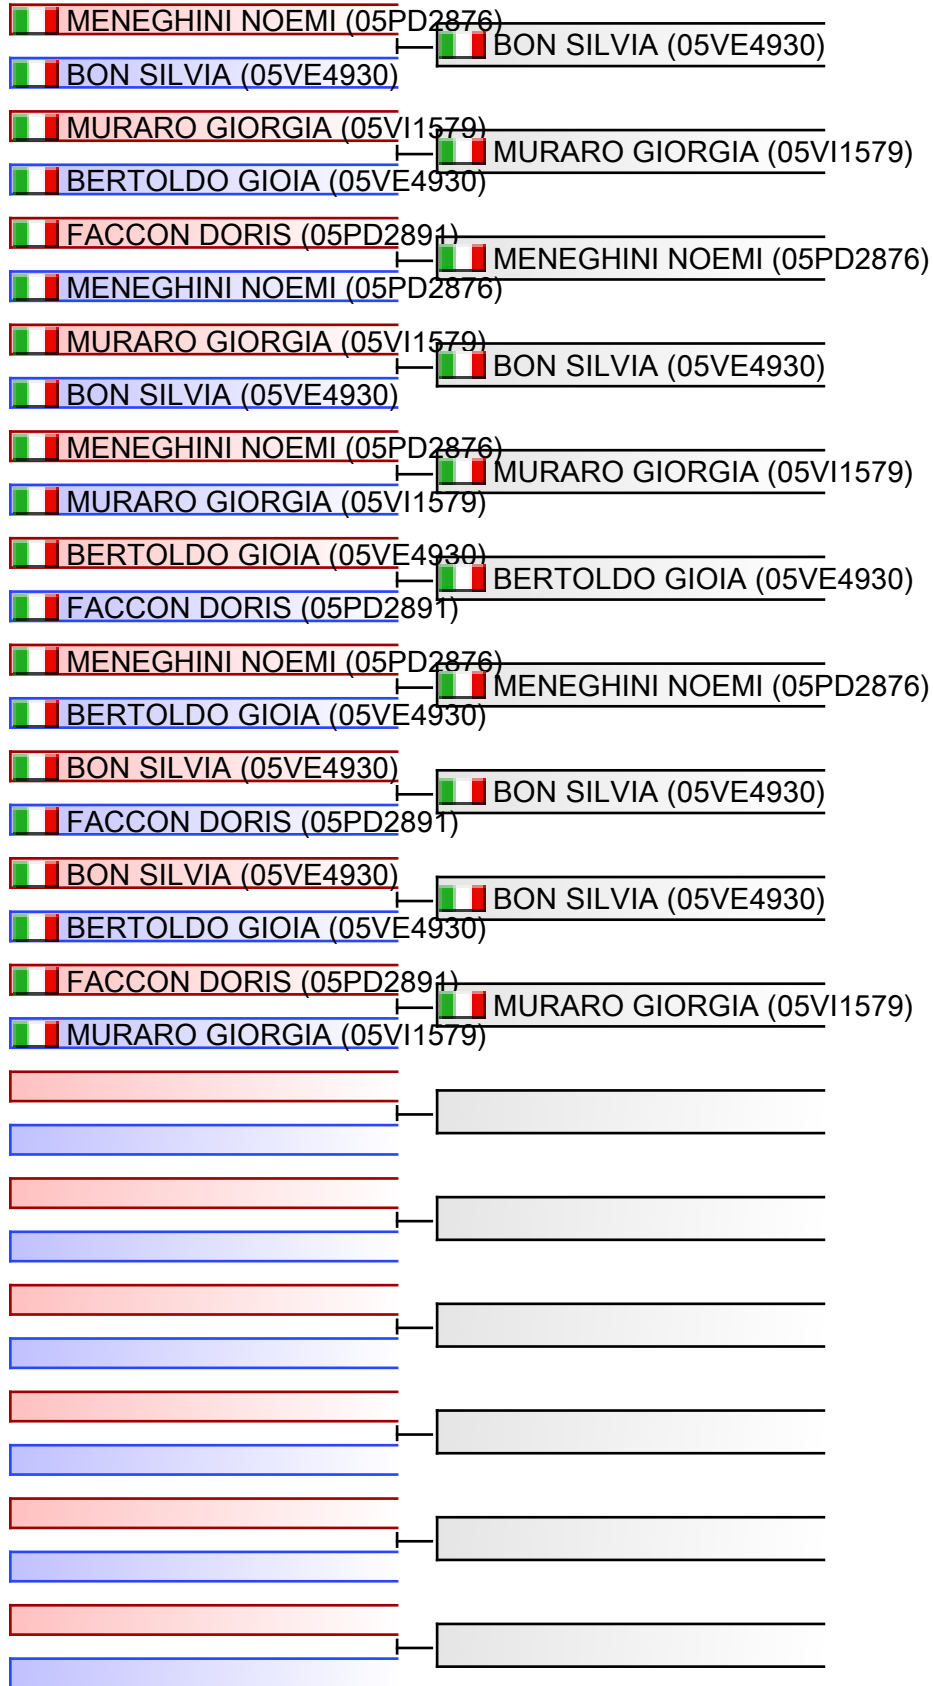 MENEGHINI NOEMI (05PD2876)
BON SILVIA (05VE4930)
BON SILVIA (05VE4930)
MURARO GIORGIA (05VI1579)
MURARO GIORGIA (05VI1579)
BERTOLDO GIOIA (05VE4930)
FACCON DORIS (05PD2891)
MENEGHINI NOEMI (05PD2876)
MENEGHINI NOEMI (05PD2876)
MURARO GIORGIA (05VI1579)
BON SILVIA (05VE4930)
BON SILVIA (05VE4930)
MENEGHINI NOEMI (05PD2876)
MURARO GIORGIA (05VI1579)
MURARO GIORGIA (05VI1579)
BERTOLDO GIOIA (05VE4930)
BERTOLDO GIOIA (05VE4930)
FACCON DORIS (05PD2891)
MENEGHINI NOEMI (05PD2876)
MENEGHINI NOEMI (05PD2876)
BERTOLDO GIOIA (05VE4930)
BON SILVIA (05VE4930)
BON SILVIA (05VE4930)
FACCON DORIS (05PD2891)
BON SILVIA (05VE4930)
BON SILVIA (05VE4930)
BERTOLDO GIOIA (05VE4930)
FACCON DORIS (05PD2891)
MURARO GIORGIA (05VI1579)
MURARO GIORGIA (05VI1579)